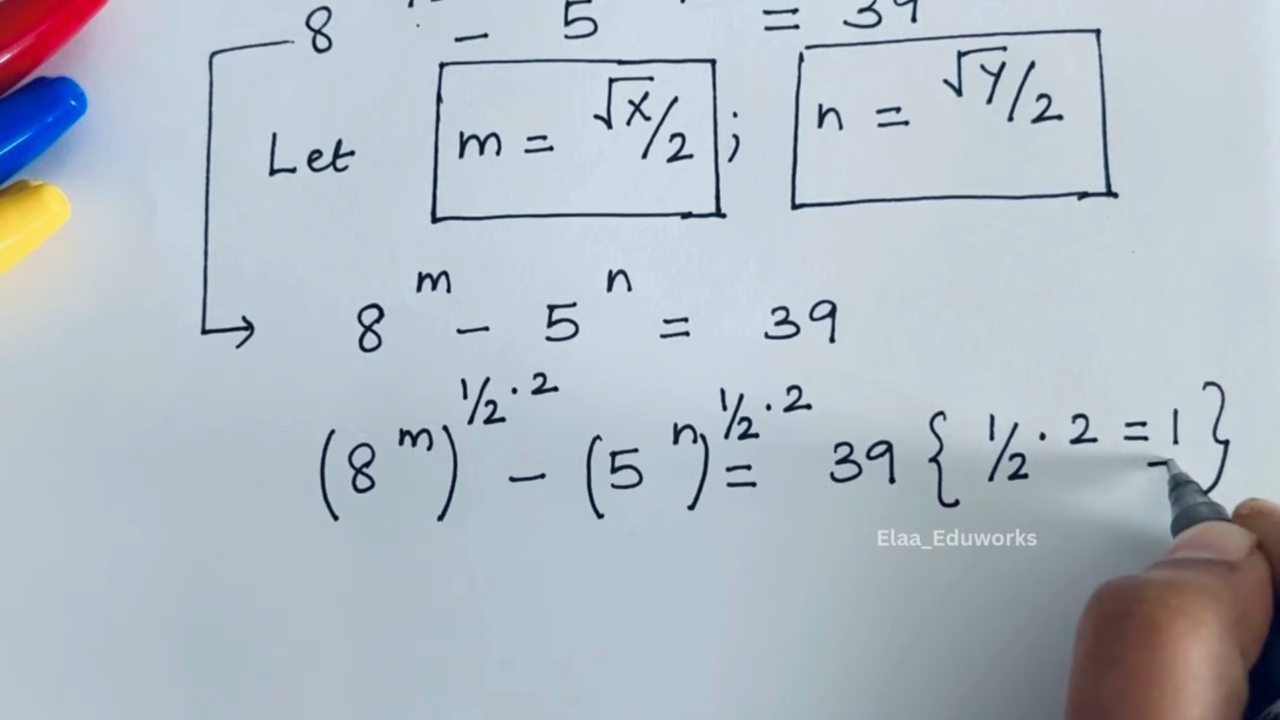 8 - 5 = 39
Let m = √x/2 ; n = √y/2
8^m - 5^n = 39
(8^m)^1/2·2 - (5^n)^1/2·2 = 39 { 1/2 · 2 = 1 }
Elaa_Eduworks